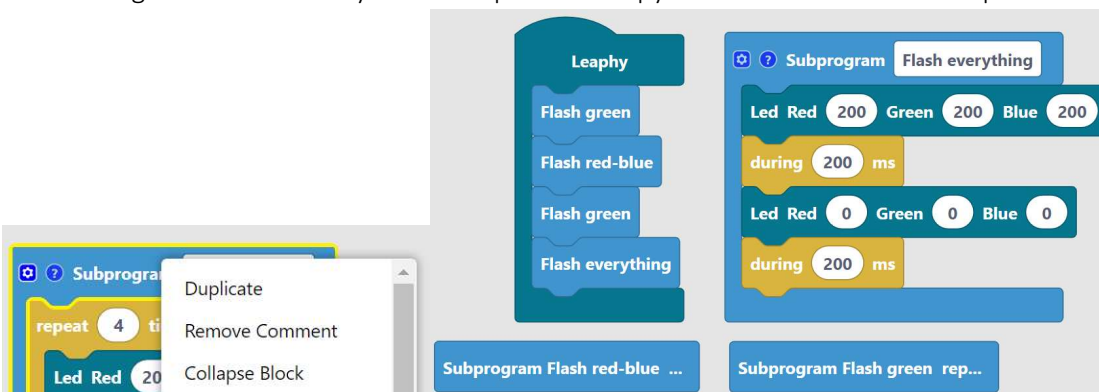 Leaphy
Flash green
Flash red-blue
Flash green
Flash everything
Subprogram Flash everything
Led Red 200 Green 200 Blue 200
during 200 ms
Led Red 0 Green 0 Blue 0
during 200 ms
Subprogram Flash red-blue ...
Subprogram Flash green rep...
repeat 4
Led Red
Duplicate
Remove Comment
Collapse Block